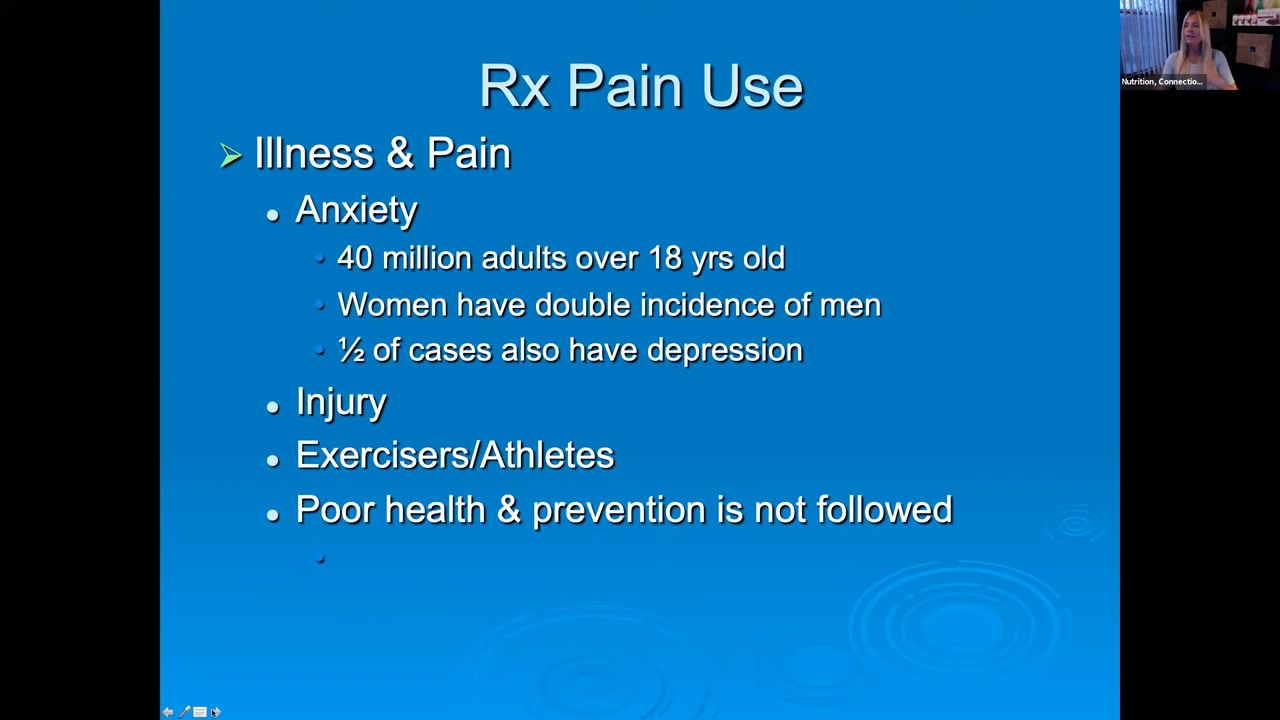 Rx Pain Use
Illness & Pain
Anxiety
40 million adults over 18 yrs old
Women have double incidence of men
½ of cases also have depression
Injury
Exercisers/Athletes
Poor health & prevention is not followed
Nutrition, Connectio...